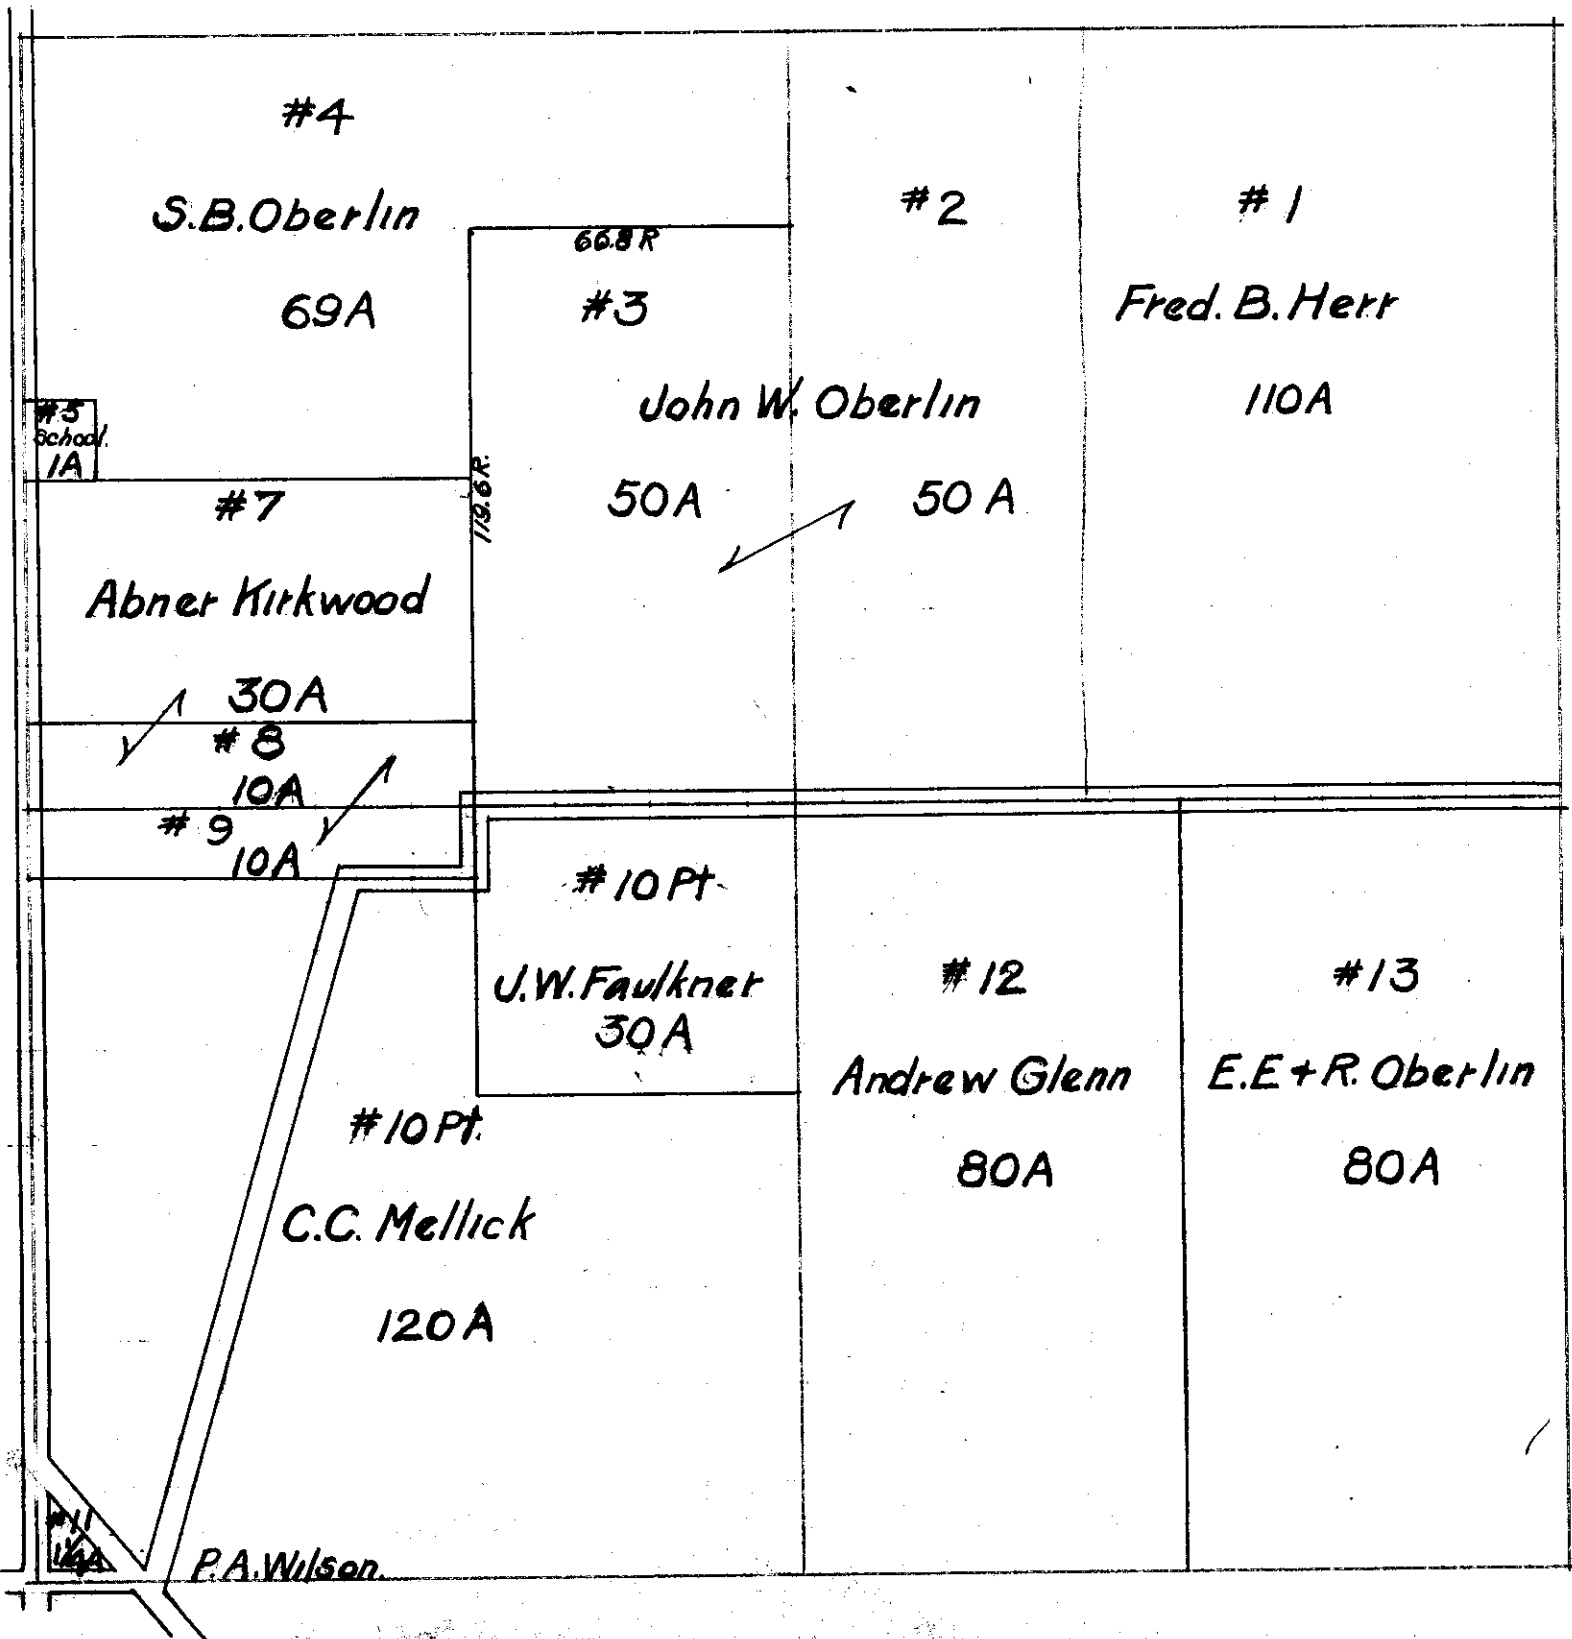 #4
S.B.Oberlin
69A
#2
#1
Fred. B. Herr
110A
66.8 R
#3
John W. Oberlin
50A
50 A
119.6 R.
#5
School.
1A
#7
Abner Kirkwood
30A
#8
10A
#9
10A
#10 Pt.
J.W. Faulkner
30A
#12
Andrew Glenn
80A
#13
E.E + R. Oberlin
80A
#10 Pt.
C.C. Mellick
120A
#11
P.A. Wilson.